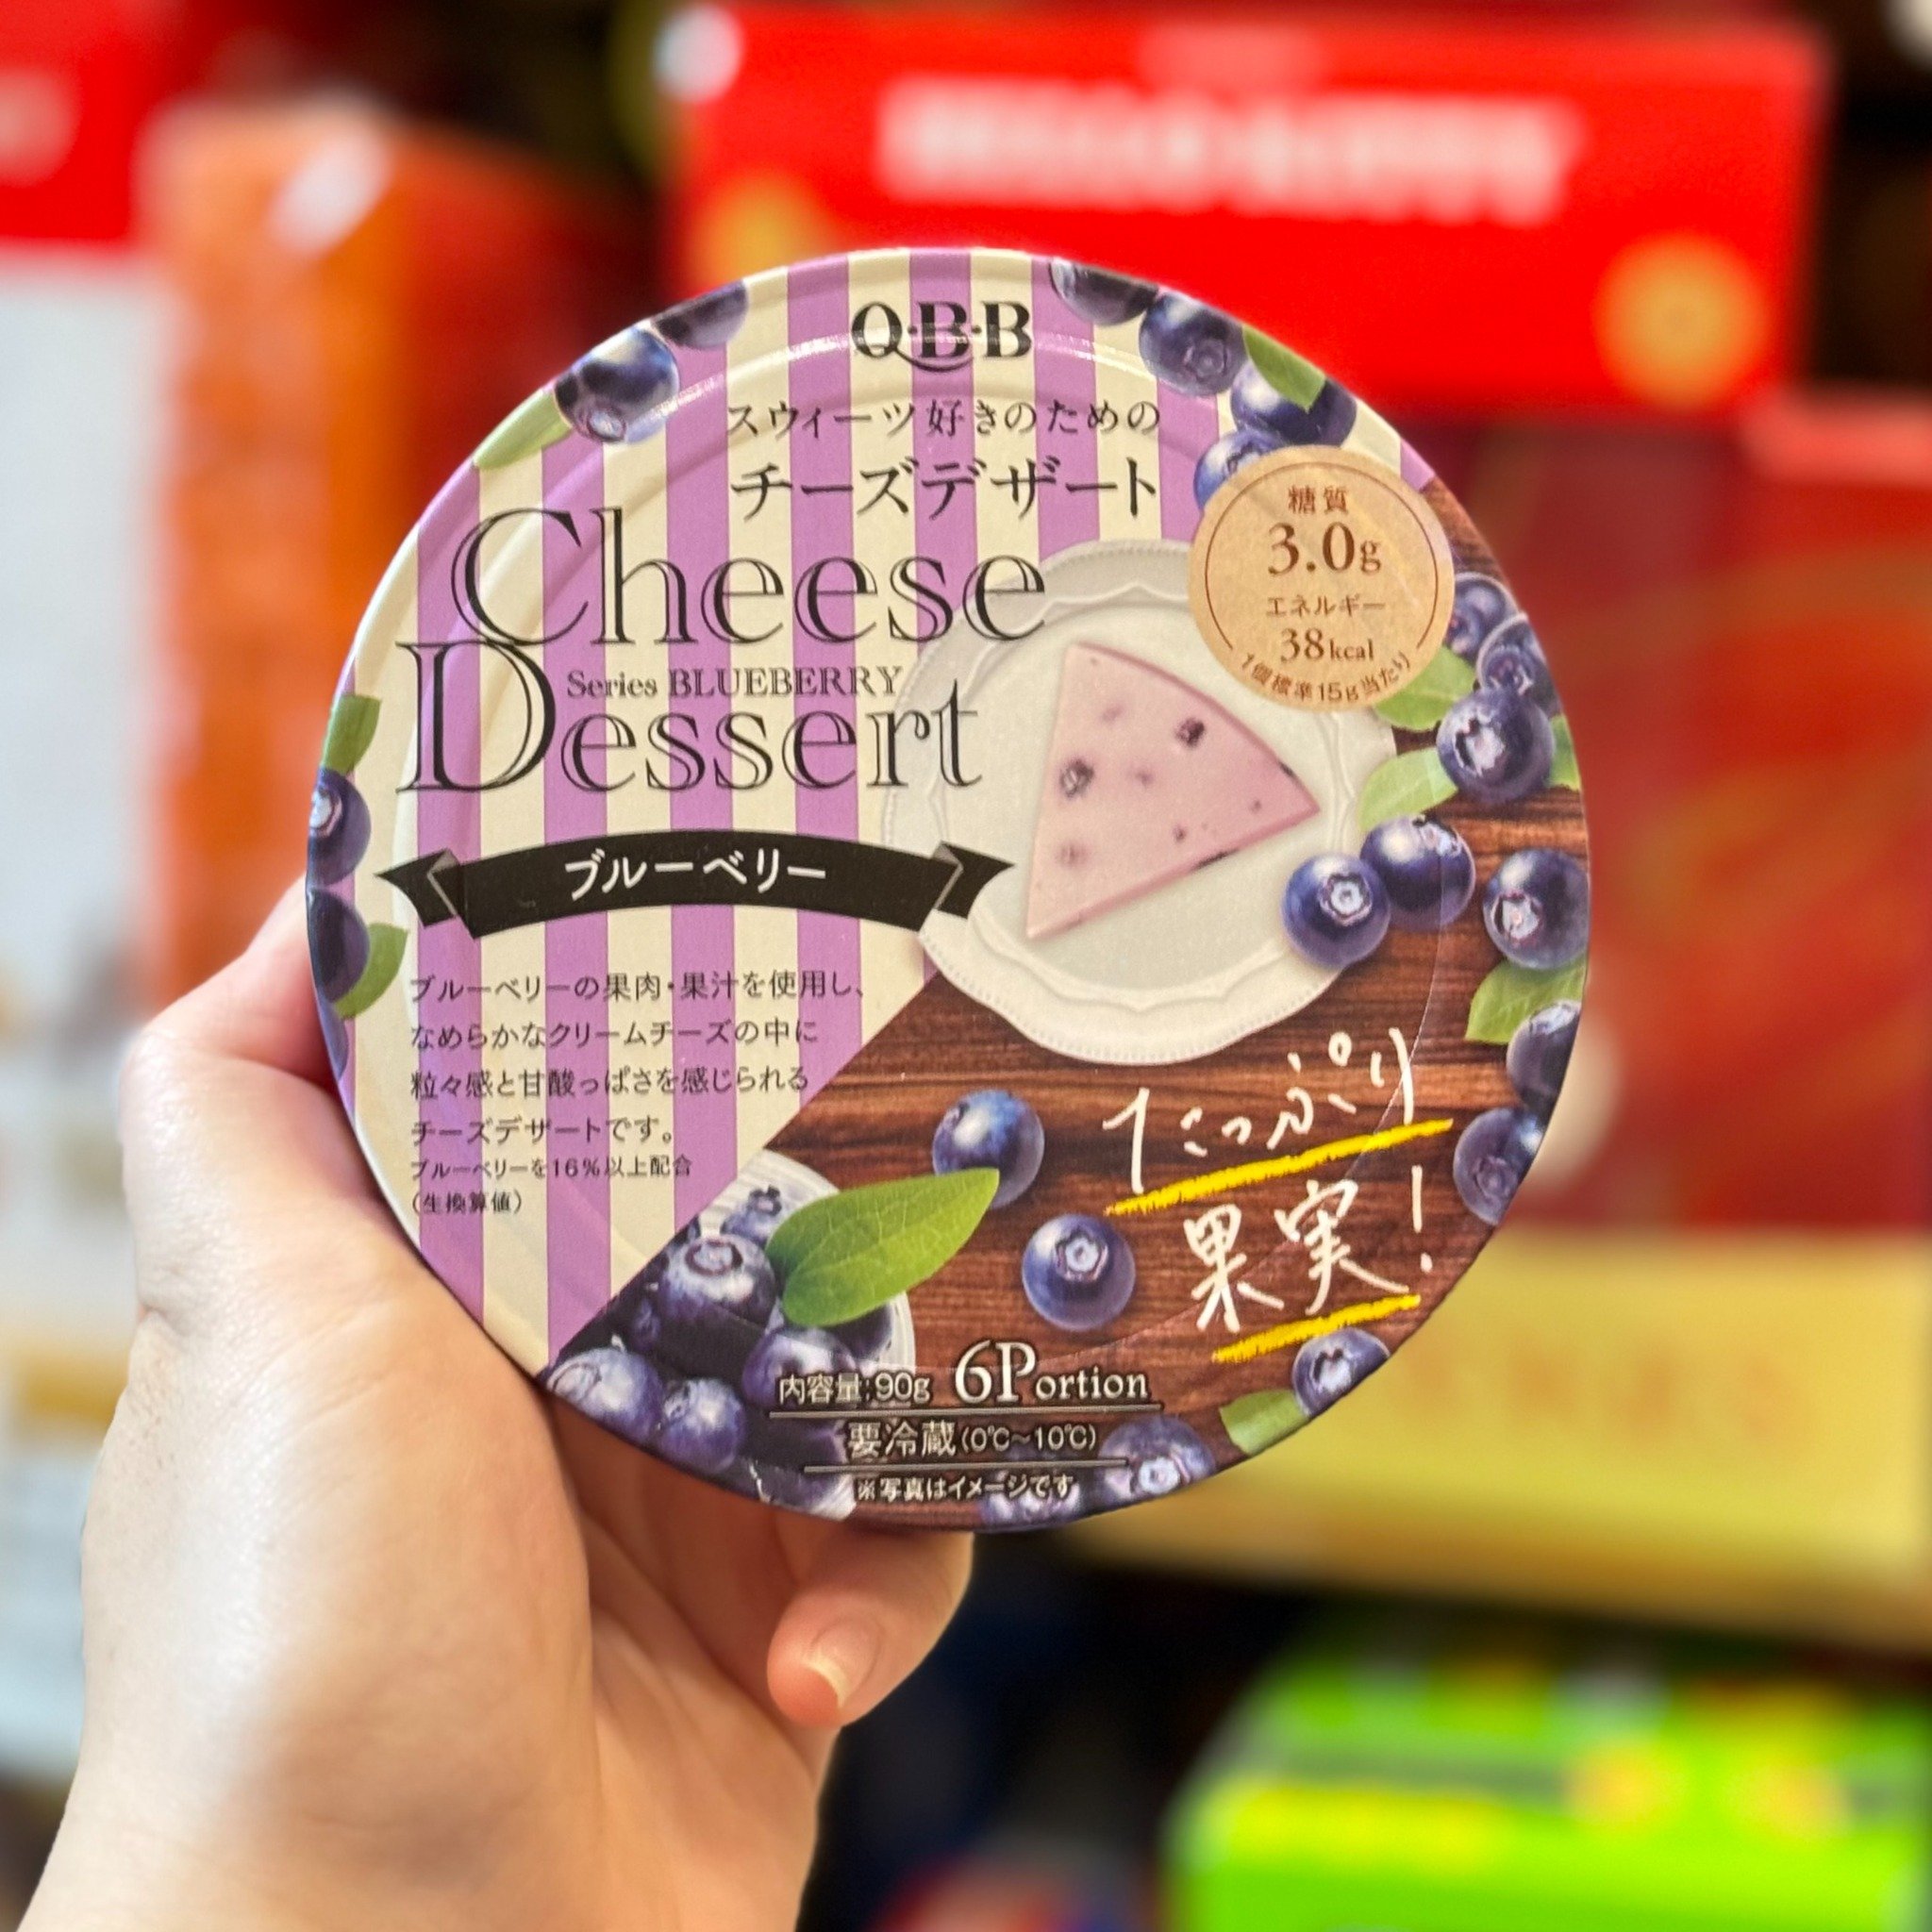 Q·B·B
スウィーツ好きのための
チーズデザート
Cheese
Series BLUEBERRY
Dessert
糖質
3.0g
エネルギー
38kcal
1個標準15g当たり
ブルーベリー
ブルーベリーの果肉・果汁を使用し、
なめらかなクリームチーズの中に
粒々感と甘酸っぱさを感じられる
チーズデザートです。
ブルーベリーを16%以上配合
(生換算値)
たっぷり
果実!
内容量:90g 6Portion
要冷蔵(0℃~10℃)
※写真はイメージです